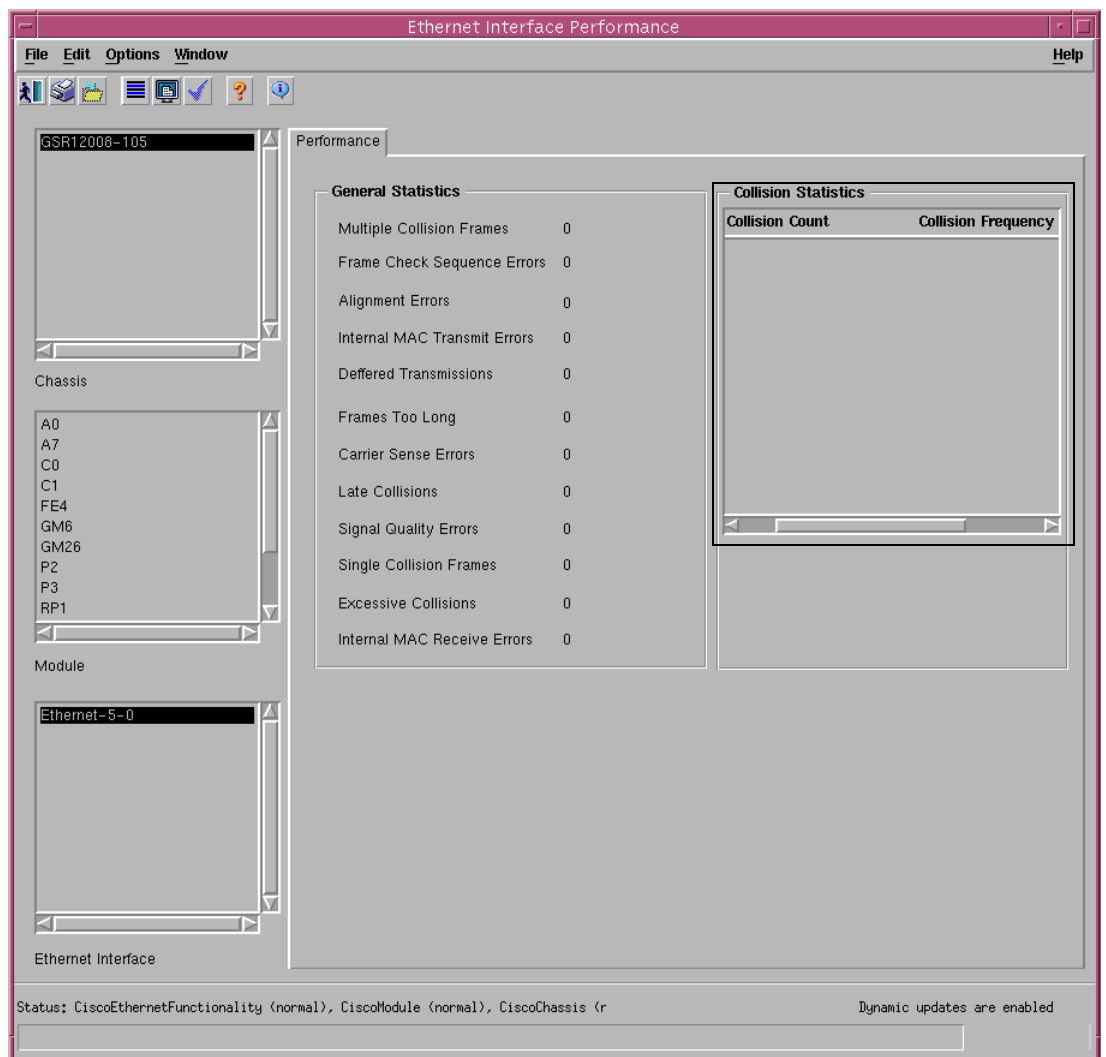 Ethernet Interface Performance
File Edit Options Window Help
GSR12008-105
Chassis
A0
A7
C0
C1
FE4
GM6
GM26
P2
P3
RP1
Module
Ethernet-5-0
Ethernet Interface
Performance
General Statistics
Multiple Collision Frames 0
Frame Check Sequence Errors 0
Alignment Errors 0
Internal MAC Transmit Errors 0
Deffered Transmissions 0
Frames Too Long 0
Carrier Sense Errors 0
Late Collisions 0
Signal Quality Errors 0
Single Collision Frames 0
Excessive Collisions 0
Internal MAC Receive Errors 0
Collision Statistics
Collision Count Collision Frequency
Status: CiscoEthernetFunctionality (normal), CiscoModule (normal), CiscoChassis (r
Dynamic updates are enabled